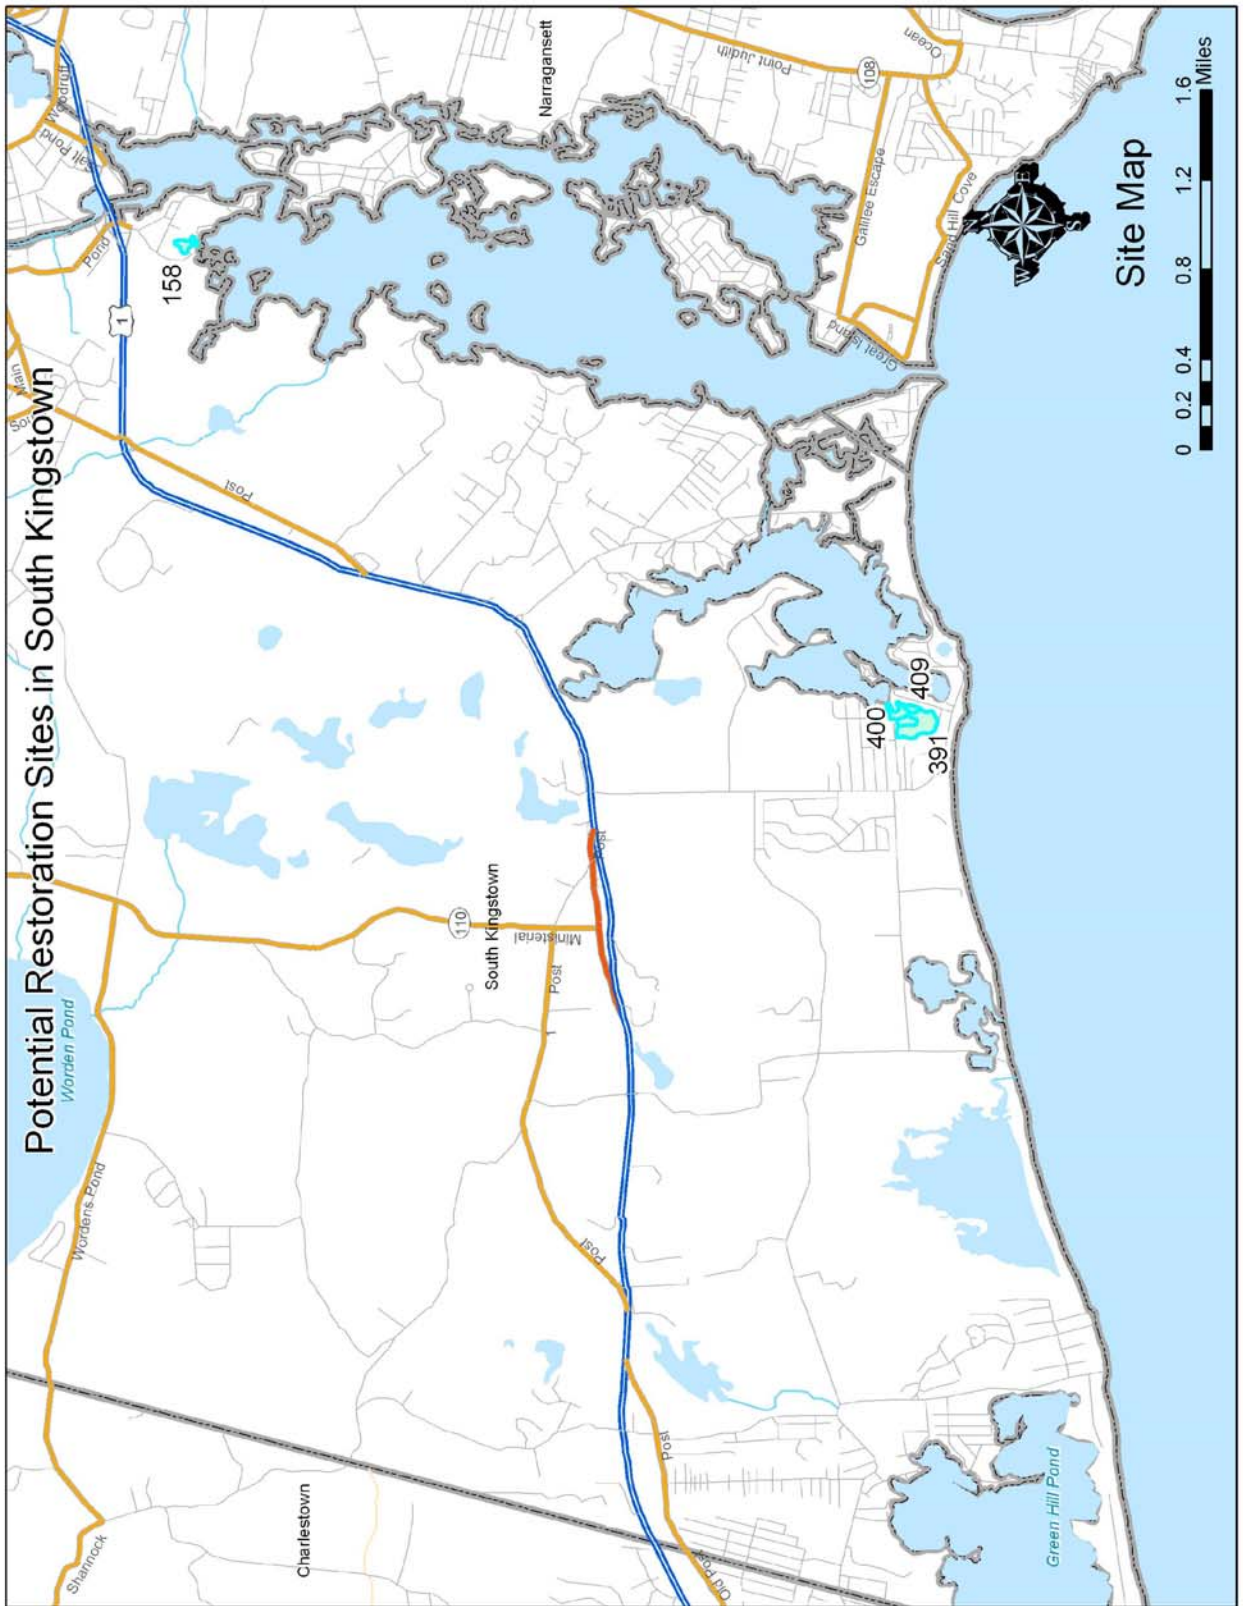 Potential Restoration Sites in South Kingstown
Worden Pond
Wordens Pond
Shannock
Charlestown
Old Post
Post
Post
Post
Post
Post
110
Ministerial
South Kingstown
Main
Pond
1
Woodruff
158
Narragansett
Point Judith
108
Ocean
Galilee Escape
Sand Hill Cove
Great Island
400
409
391
Green Hill Pond
N
E
S
W
Site Map
0 0.2 0.4 0.8 1.2 1.6
Miles